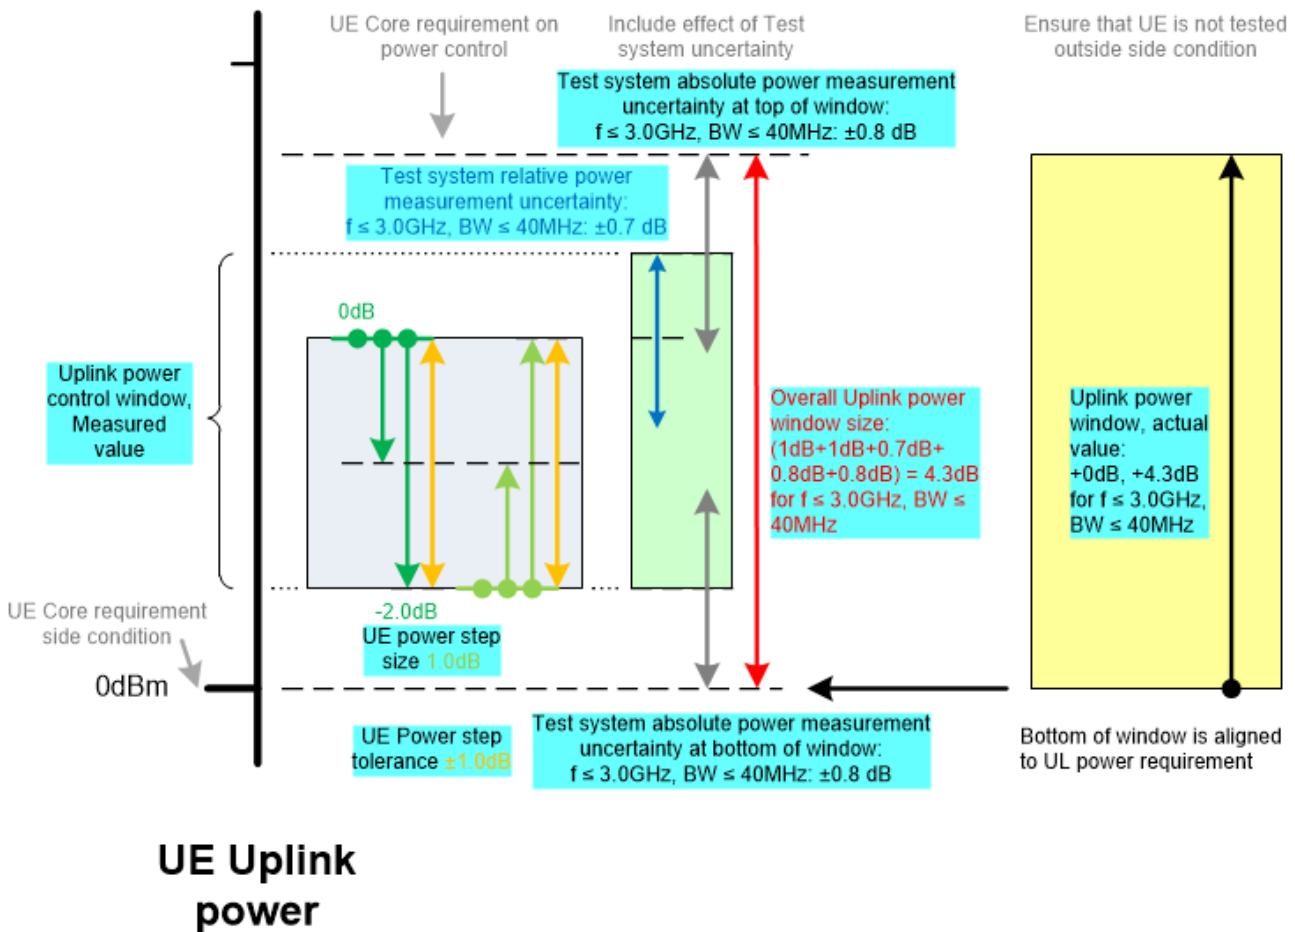 UE Core requirement on
power control
Include effect of Test
system uncertainty
Ensure that UE is not tested
outside side condition
Test system absolute power measurement
uncertainty at top of window:
f ≤ 3.0GHz, BW ≤ 40MHz: ±0.8 dB
Test system relative power
measurement uncertainty:
f ≤ 3.0GHz, BW ≤ 40MHz: ±0.7 dB
0dB
Uplink power
control window,
Measured
value
Overall Uplink power
window size:
(1dB+1dB+0.7dB+
0.8dB+0.8dB) = 4.3dB
for f ≤ 3.0GHz, BW ≤
40MHz
Uplink power
window, actual
value:
+0dB, +4.3dB
for f ≤ 3.0GHz,
BW ≤ 40MHz
-2.0dB
UE power step
size 1.0dB
UE Core requirement
side condition
0dBm
UE Power step
tolerance ±1.0dB
Test system absolute power measurement
uncertainty at bottom of window:
f ≤ 3.0GHz, BW ≤ 40MHz: ±0.8 dB
Bottom of window is aligned
to UL power requirement
UE Uplink
power